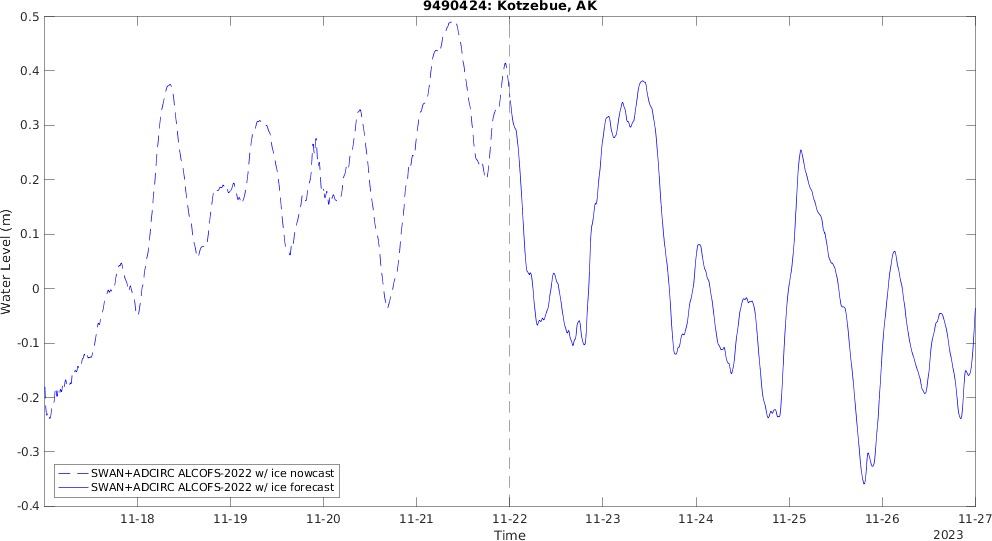 9490424: Kotzebue, AK
0.5
0.4
0.3
0.2
0.1
0
-0.1
-0.2
-0.3
-0.4
Water Level (m)
SWAN+ADCIRC ALCOFS-2022 w/ ice nowcast
SWAN+ADCIRC ALCOFS-2022 w/ ice forecast
11-18 11-19 11-20 11-21 11-22 11-23 11-24 11-25 11-26 11-27
Time
2023